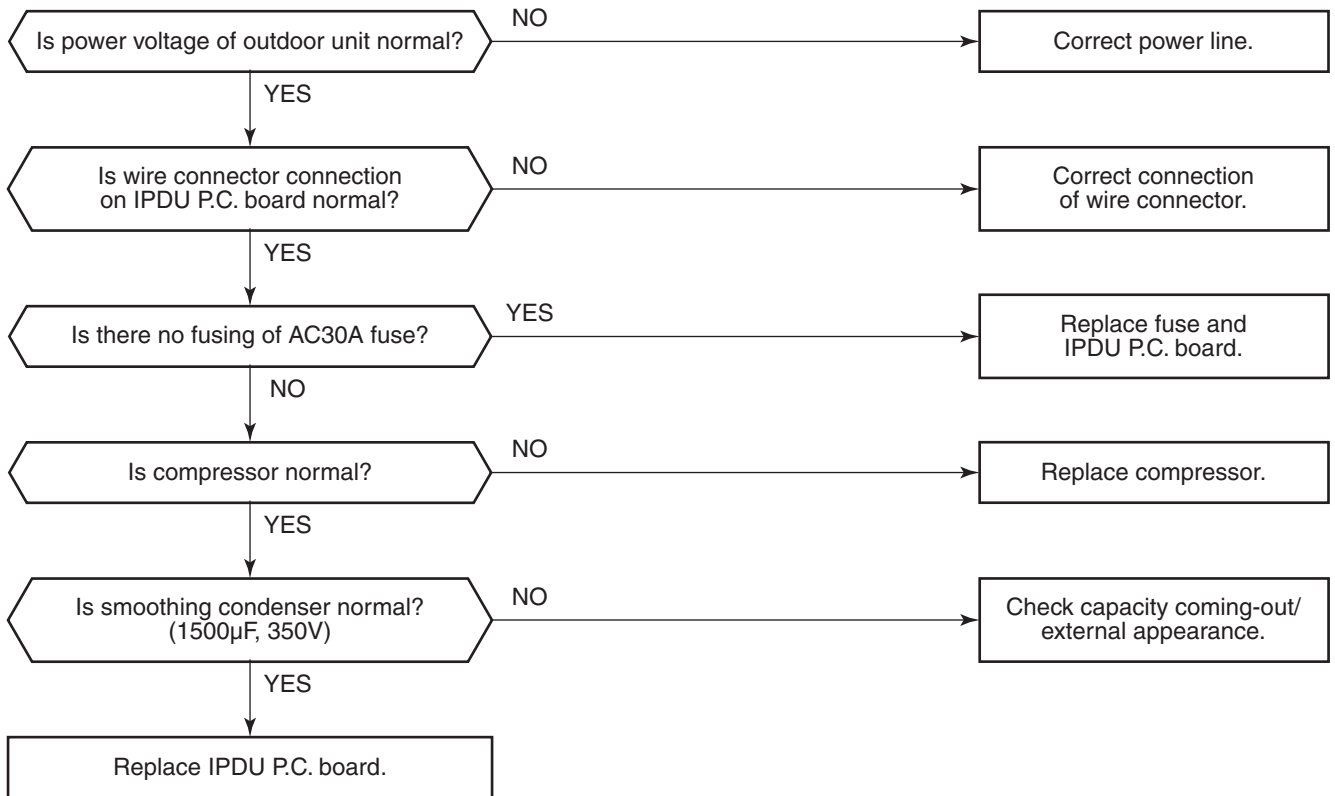 Is power voltage of outdoor unit normal?
NO
Correct power line.
YES
Is wire connector connection
on IPDU P.C. board normal?
NO
Correct connection
of wire connector.
YES
Is there no fusing of AC30A fuse?
YES
Replace fuse and
IPDU P.C. board.
NO
Is compressor normal?
NO
Replace compressor.
YES
Is smoothing condenser normal?
(1500µF, 350V)
NO
Check capacity coming-out/
external appearance.
YES
Replace IPDU P.C. board.